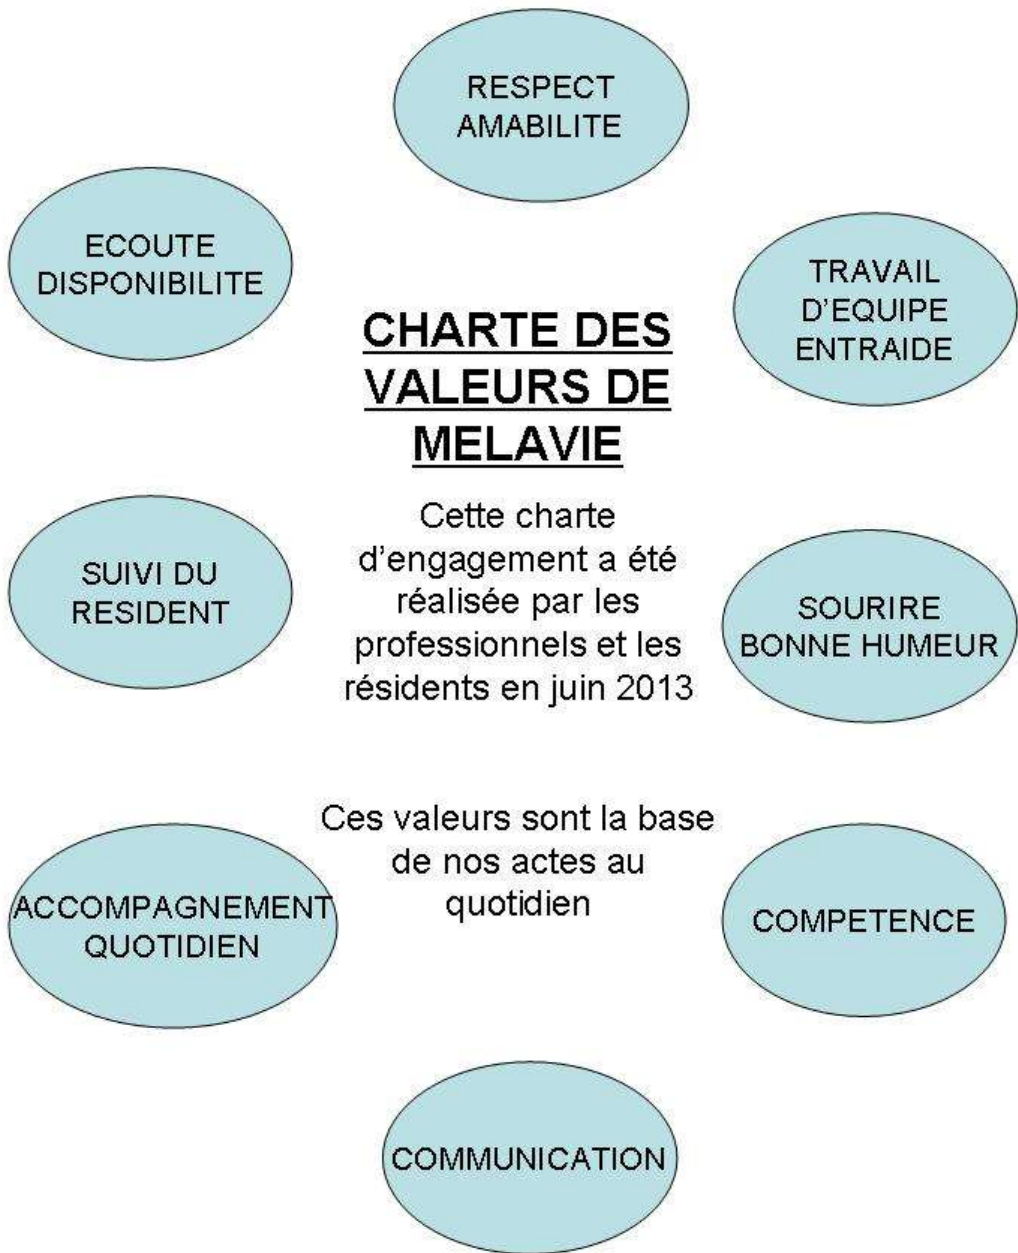 RESPECT
AMABILITE
ECOUTE
DISPONIBILITE
TRAVAIL
D'EQUIPE
ENTRAIDE
CHARTE DES
VALEURS DE
MELAVIE
Cette charte
d'engagement a été
réalisée par les
professionnels et les
résidents en juin 2013
SUIVI DU
RESIDENT
SOURIRE
BONNE HUMEUR
Ces valeurs sont la base
de nos actes au
quotidien
ACCOMPAGNEMENT
QUOTIDIEN
COMPETENCE
COMMUNICATION